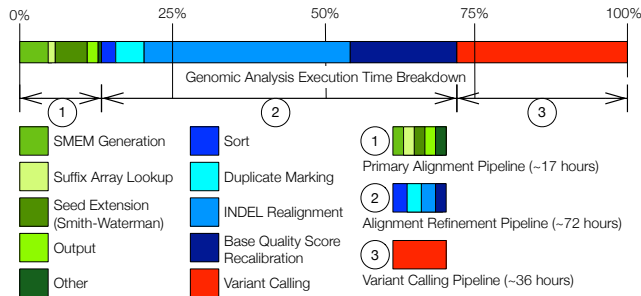 0% 25% 50% 75% 100%
Genomic Analysis Execution Time Breakdown
1 2 3
SMEM Generation
Suffix Array Lookup
Seed Extension
(Smith-Waterman)
Output
Other
Sort
Duplicate Marking
INDEL Realignment
Base Quality Score
Recalibration
Variant Calling
1
Primary Alignment Pipeline (~17 hours)
2
Alignment Refinement Pipeline (~72 hours)
3
Variant Calling Pipeline (~36 hours)